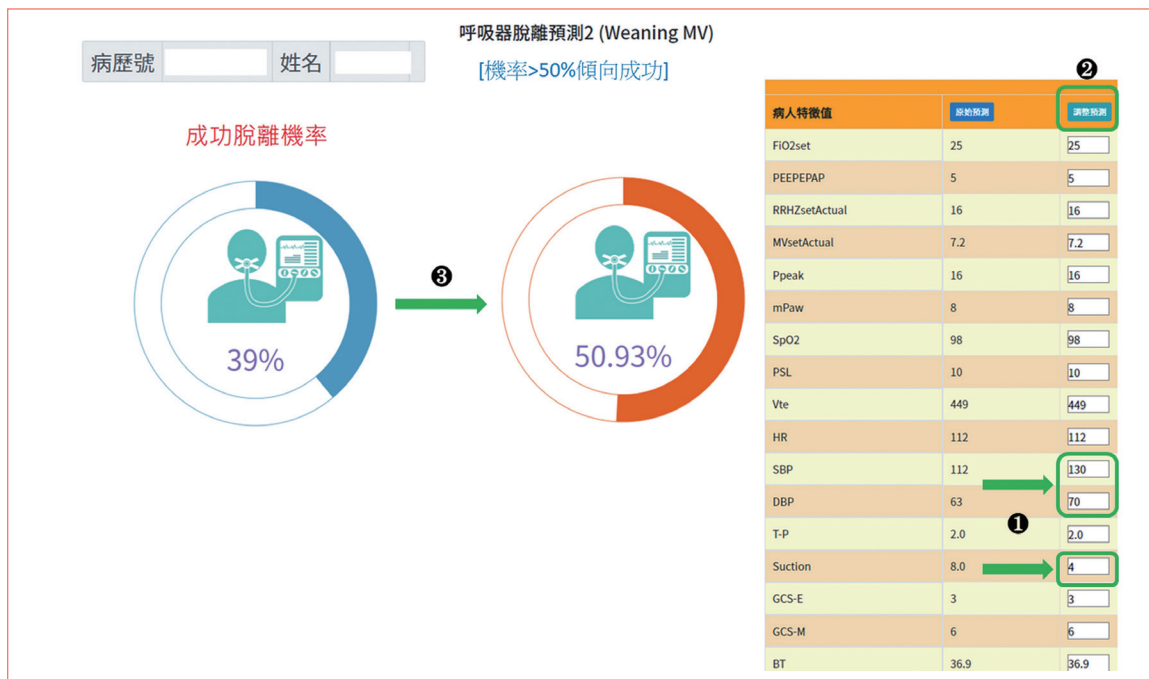 呼吸器脫離預測2 (Weaning MV)
病歷號 姓名
[機率>50%傾向成功]
❷
成功脫離機率
病人特徵值 原始預測 調整預測
FiO2set 25 25
PEEPEPAP 5 5
RRHZsetActual 16 16
MVsetActual 7.2 7.2
Ppeak 16 16
mPaw 8 8
SpO2 98 98
PSL 10 10
Vte 449 449
HR 112 112
SBP 112 130
DBP 63 70
❶
T-P 2.0 2.0
Suction 8.0 4
GCS-E 3 3
GCS-M 6 6
BT 36.9 36.9
❸
39%
50.93%